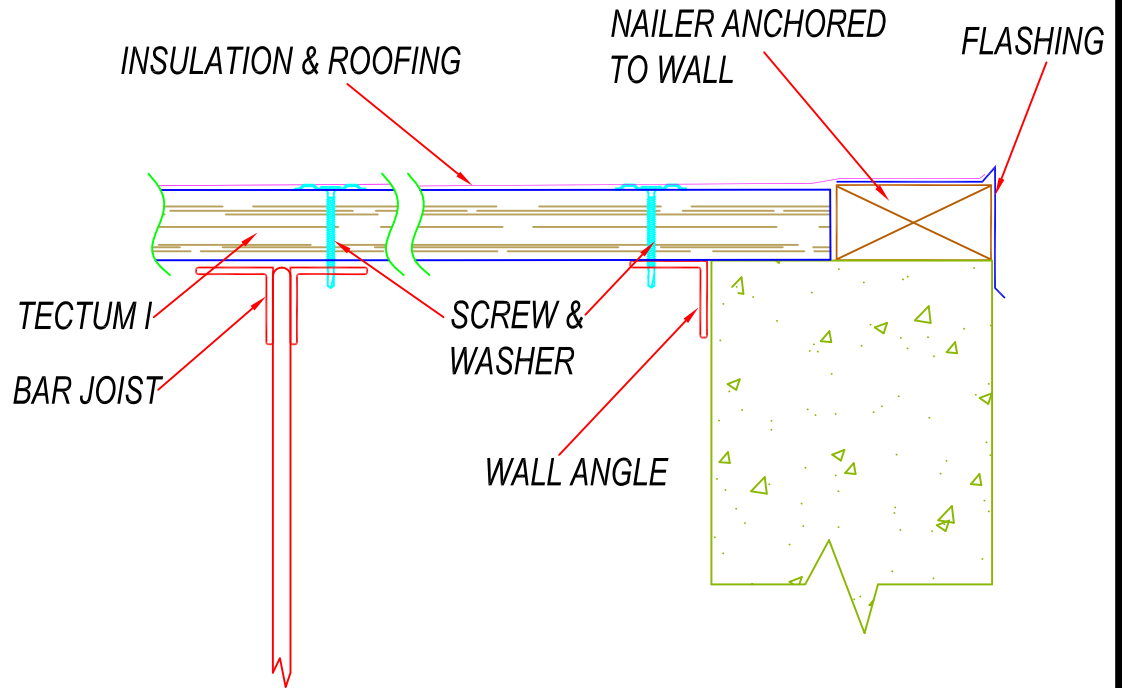 NAILER ANCHORED
TO WALL
FLASHING
INSULATION & ROOFING
TECTUM I
SCREW &
WASHER
BAR JOIST
WALL ANGLE